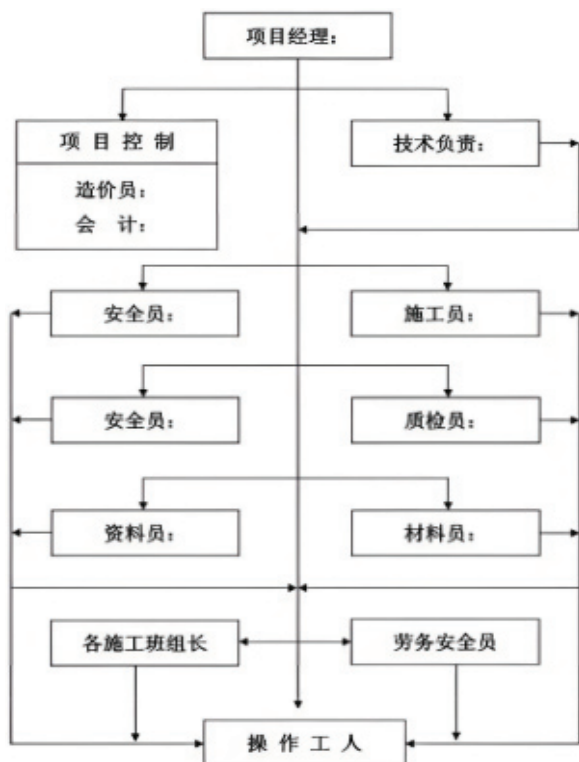 项目经理：
项 目 控 制
造价员：
会　计：
技术负责：
安全员：
施工员：
安全员：
质检员：
资料员：
材料员：
各施工班组长
劳务安全员
操 作 工 人